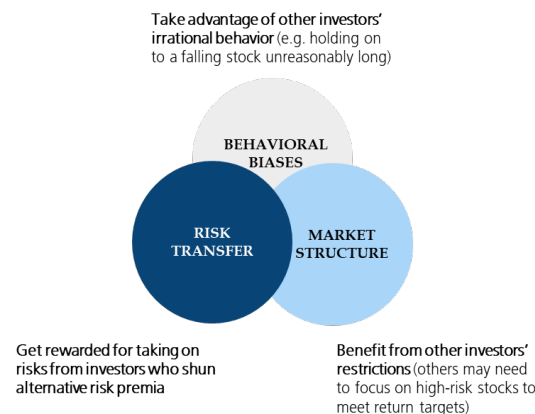 Take advantage of other investors'
irrational behavior (e.g. holding on
to a falling stock unreasonably long)
BEHAVIORAL
BIASES
RISK
TRANSFER
MARKET
STRUCTURE
Get rewarded for taking on
risks from investors who shun
alternative risk premia
Benefit from other investors'
restrictions (others may need
to focus on high-risk stocks to
meet return targets)